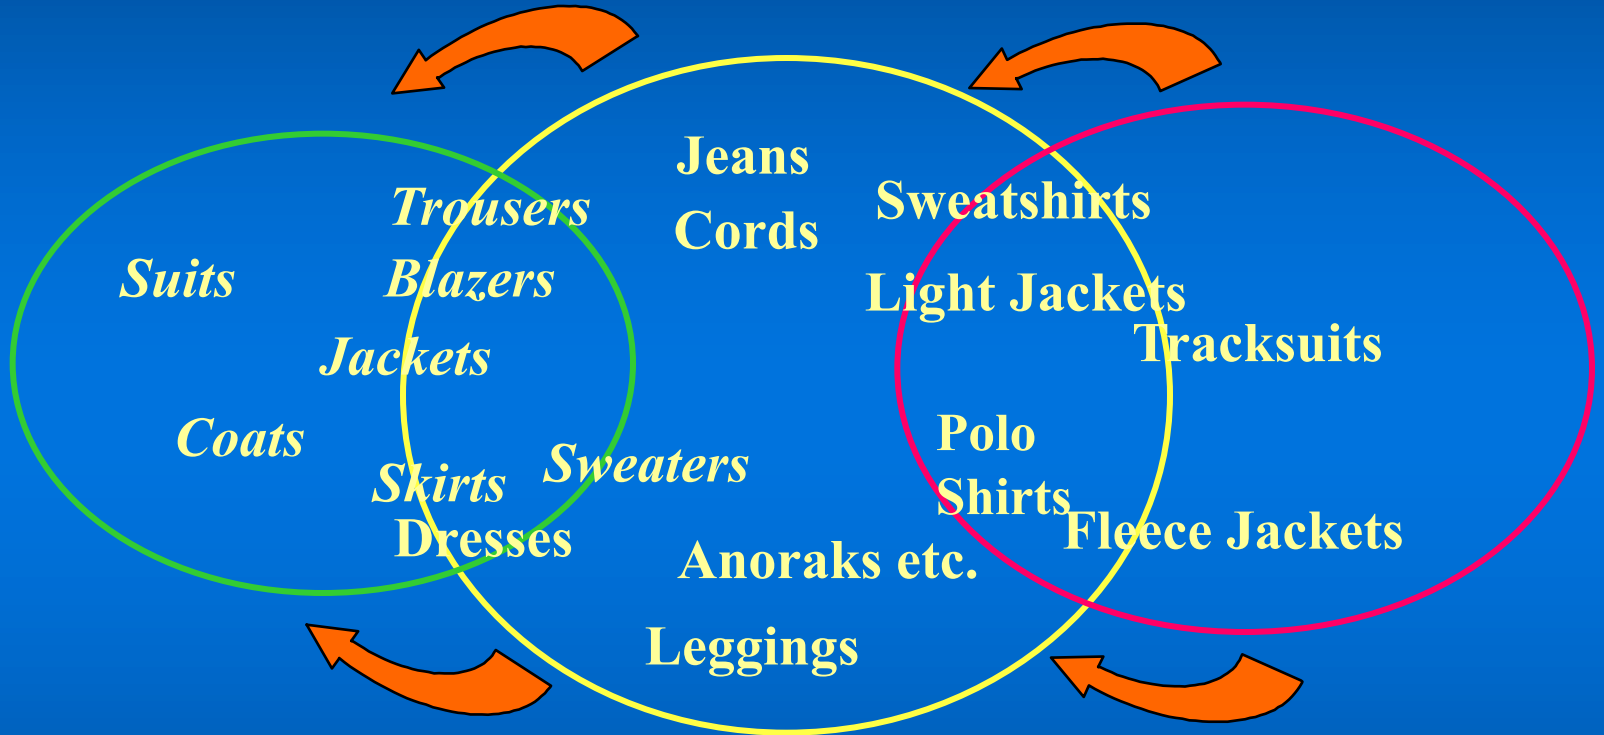 Jeans
Trousers
Sweatshirts
Cords
Suits
Blazers
Light Jackets
Jackets
Tracksuits
Coats
Polo
Shirts
Skirts
Sweaters
Dresses
Fleece Jackets
Anoraks etc.
Leggings